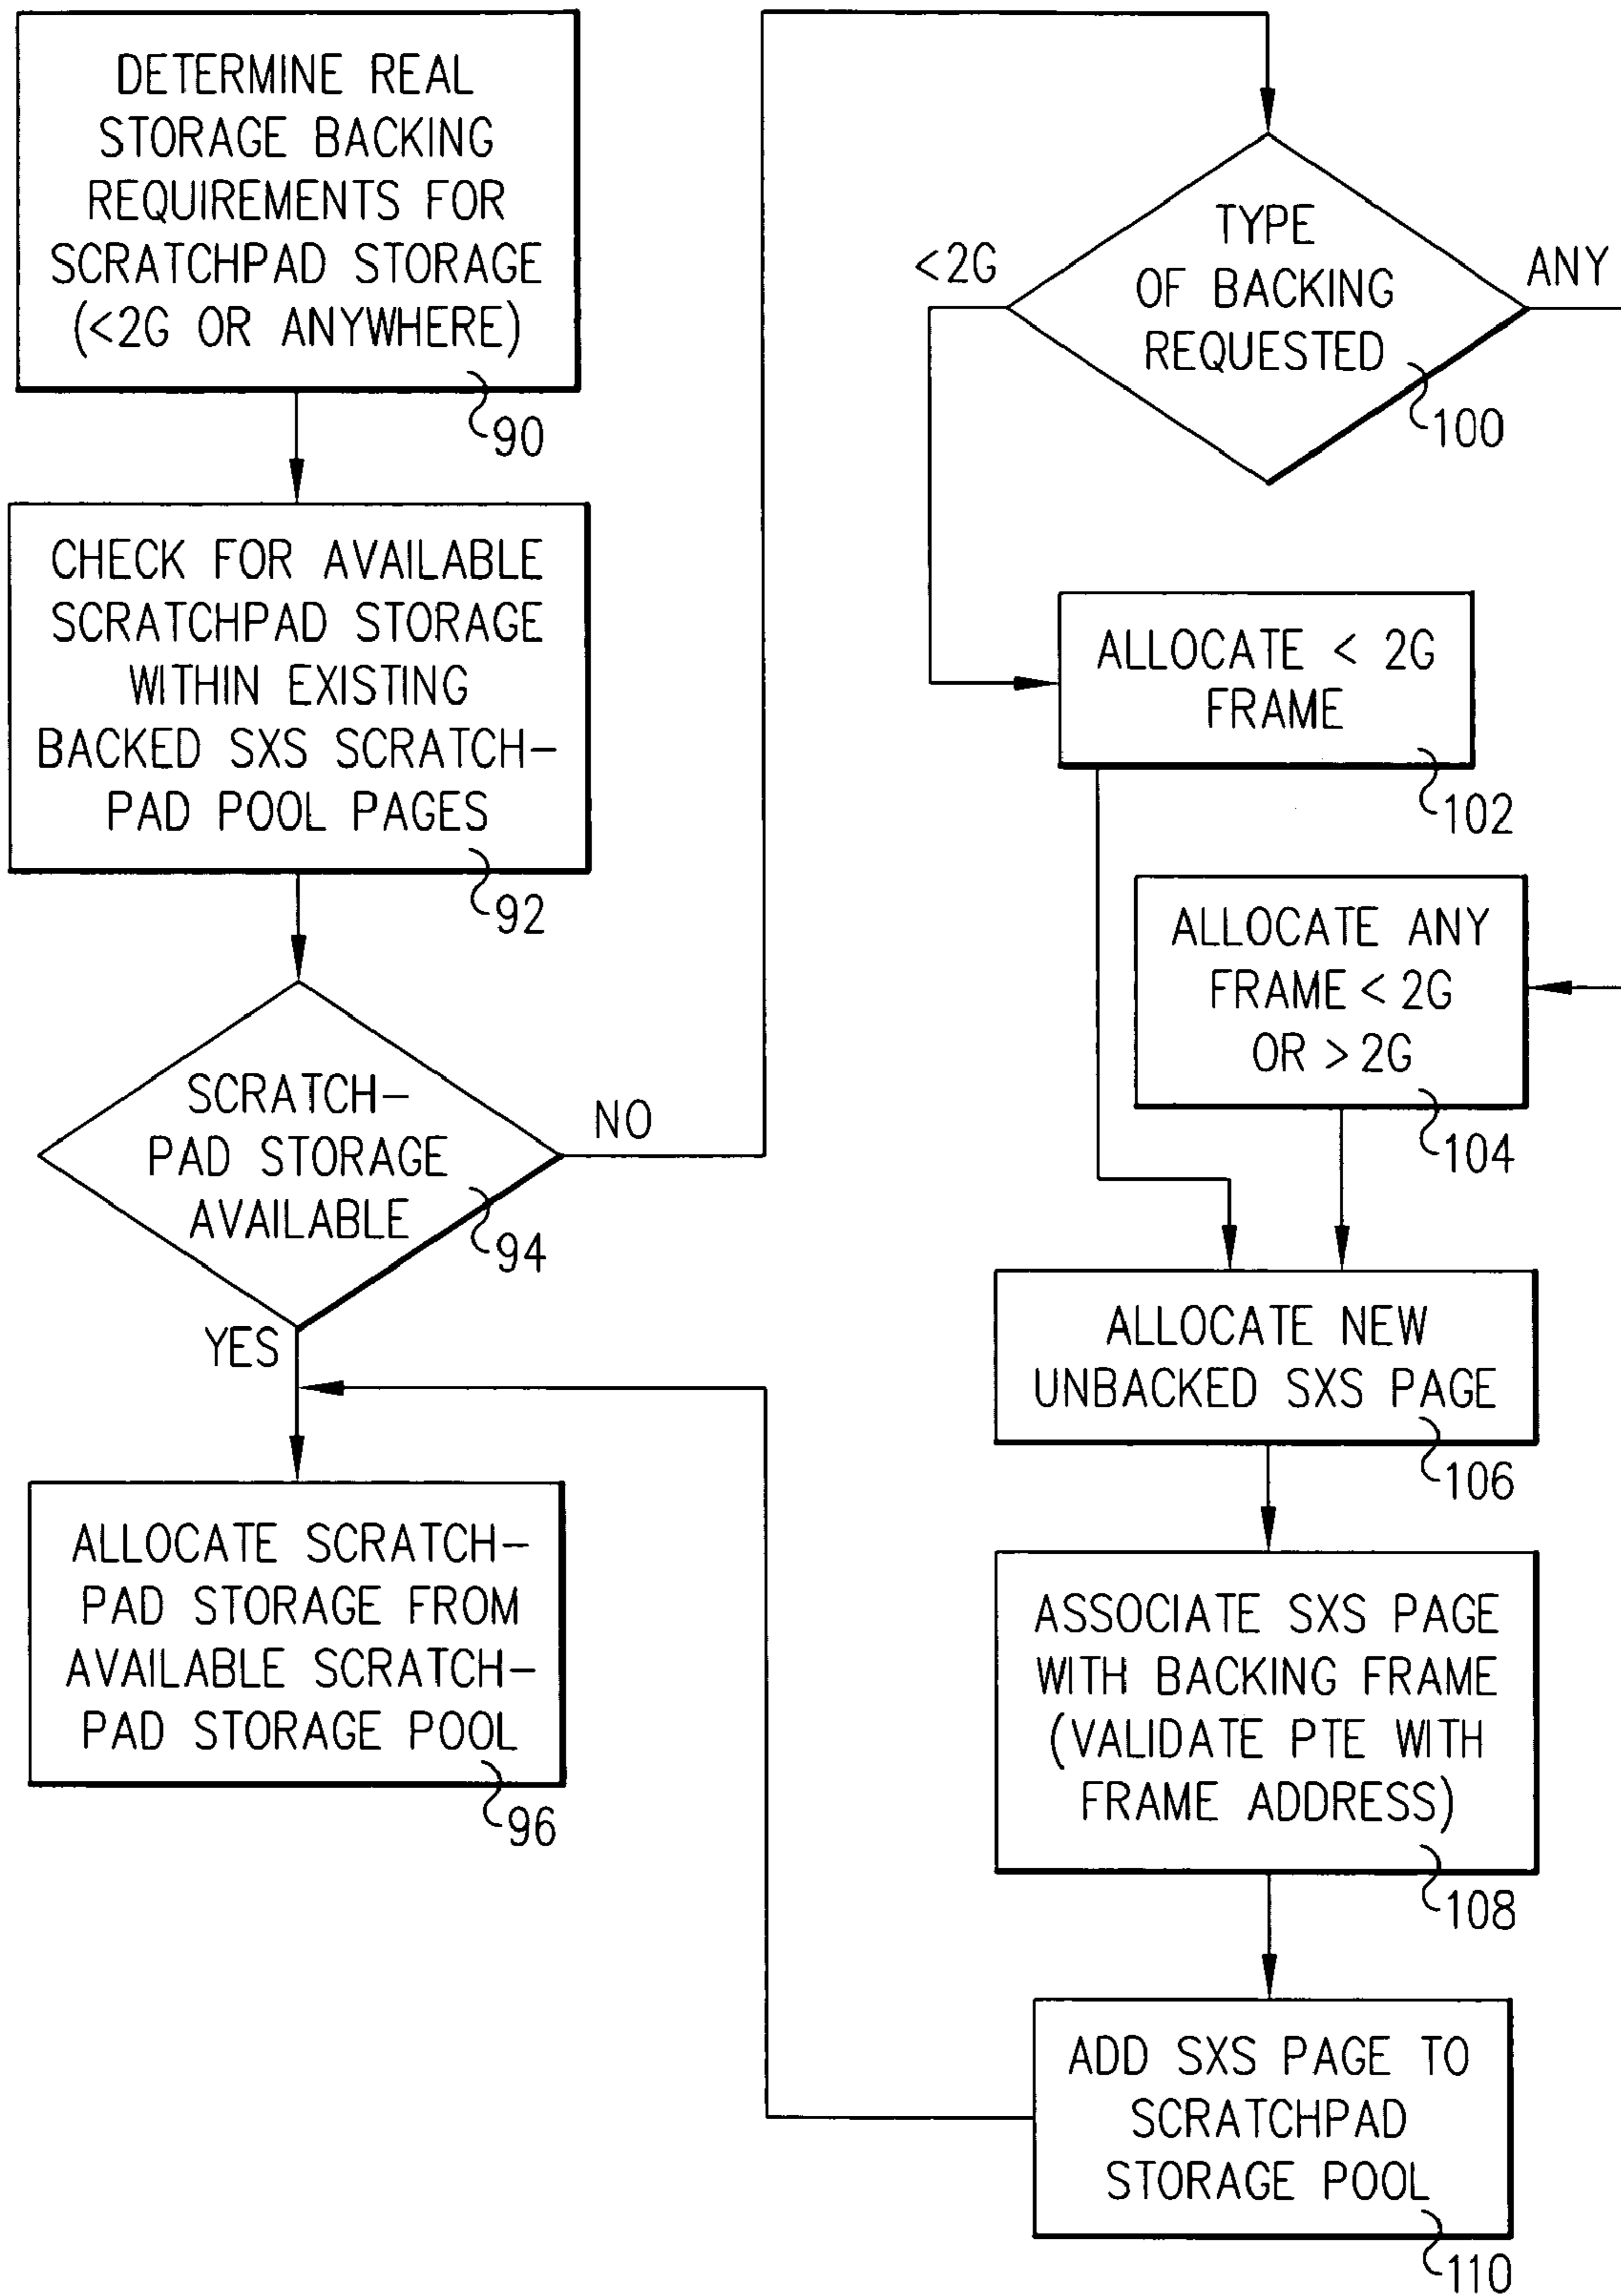 DETERMINE REAL
STORAGE BACKING
REQUIREMENTS FOR
SCRATCHPAD STORAGE
(<2G OR ANYWHERE)
90
CHECK FOR AVAILABLE
SCRATCHPAD STORAGE
WITHIN EXISTING
BACKED SXS SCRATCH-
PAD POOL PAGES
92
SCRATCH-
PAD STORAGE
AVAILABLE
94
NO
YES
ALLOCATE SCRATCH-
PAD STORAGE FROM
AVAILABLE SCRATCH-
PAD STORAGE POOL
96
TYPE
OF BACKING
REQUESTED
100
<2G
ANY
ALLOCATE < 2G
FRAME
102
ALLOCATE ANY
FRAME < 2G
OR > 2G
104
ALLOCATE NEW
UNBACKED SXS PAGE
106
ASSOCIATE SXS PAGE
WITH BACKING FRAME
(VALIDATE PTE WITH
FRAME ADDRESS)
108
ADD SXS PAGE TO
SCRATCHPAD
STORAGE POOL
110